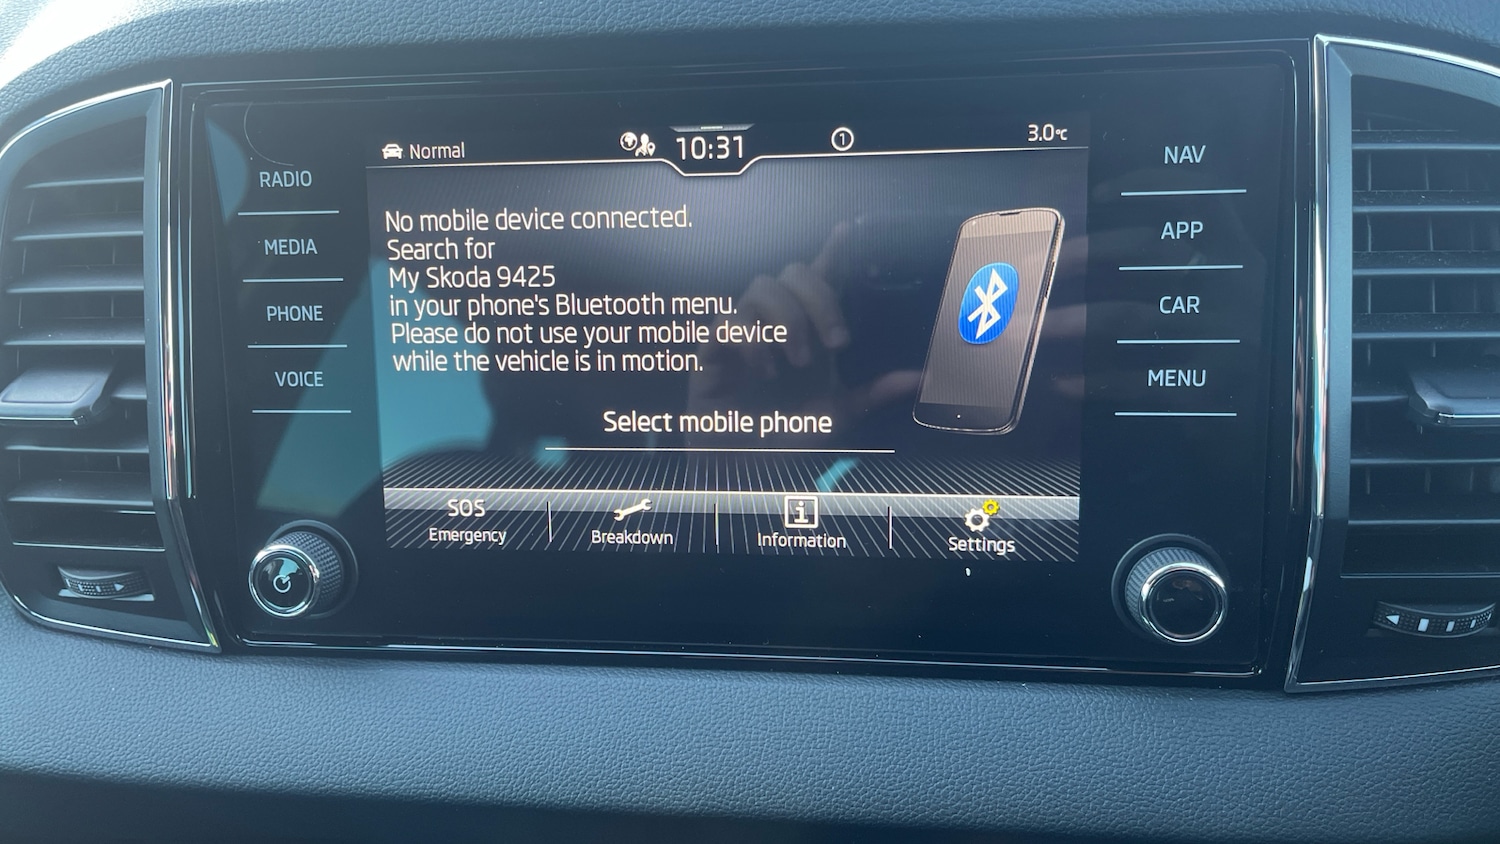 Normal
10:31
1
3.0°C
RADIO
MEDIA
PHONE
VOICE
No mobile device connected.
Search for
My Skoda 9425
in your phone's Bluetooth menu.
Please do not use your mobile device
while the vehicle is in motion.
Select mobile phone
SOS
Emergency
Breakdown
i
Information
Settings
NAV
APP
CAR
MENU